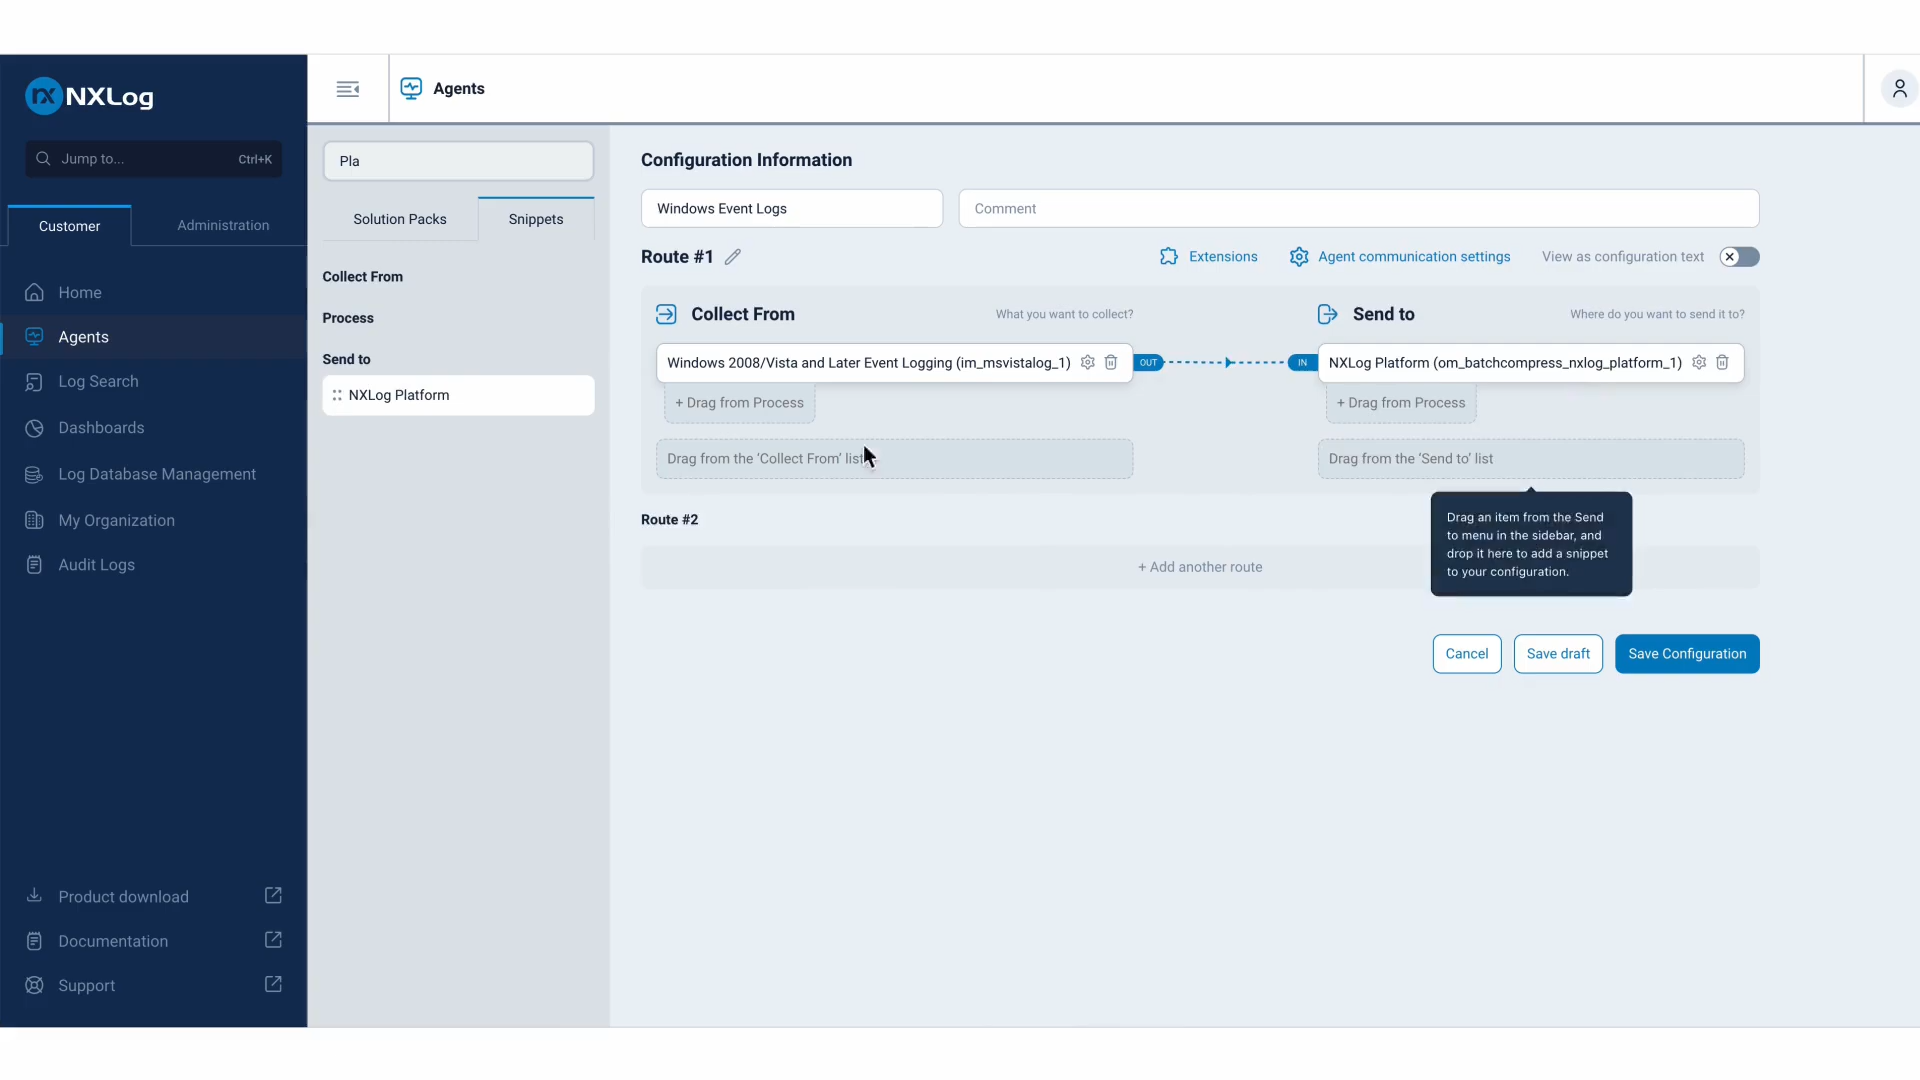 NXLog
Jump to...
Ctrl+K
Customer
Administration
Home
Agents
Log Search
Dashboards
Log Database Management
My Organization
Audit Logs
Product download
Documentation
Support
Agents
Pla
Solution Packs
Snippets
Collect From
Process
Send to
NXLog Platform
Configuration Information
Windows Event Logs
Comment
Route #1
Extensions
Agent communication settings
View as configuration text
Collect From
What you want to collect?
Send to
Where do you want to send it to?
Windows 2008/Vista and Later Event Logging (im_msvistalog_1)
OUT
IN
NXLog Platform (om_batchcompress_nxlog_platform_1)
+ Drag from Process
+ Drag from Process
Drag from the ‘Collect From’ list
Drag from the ‘Send to’ list
Route #2
Drag an item from the Send
to menu in the sidebar, and
drop it here to add a snippet
to your configuration.
+ Add another route
Cancel
Save draft
Save Configuration